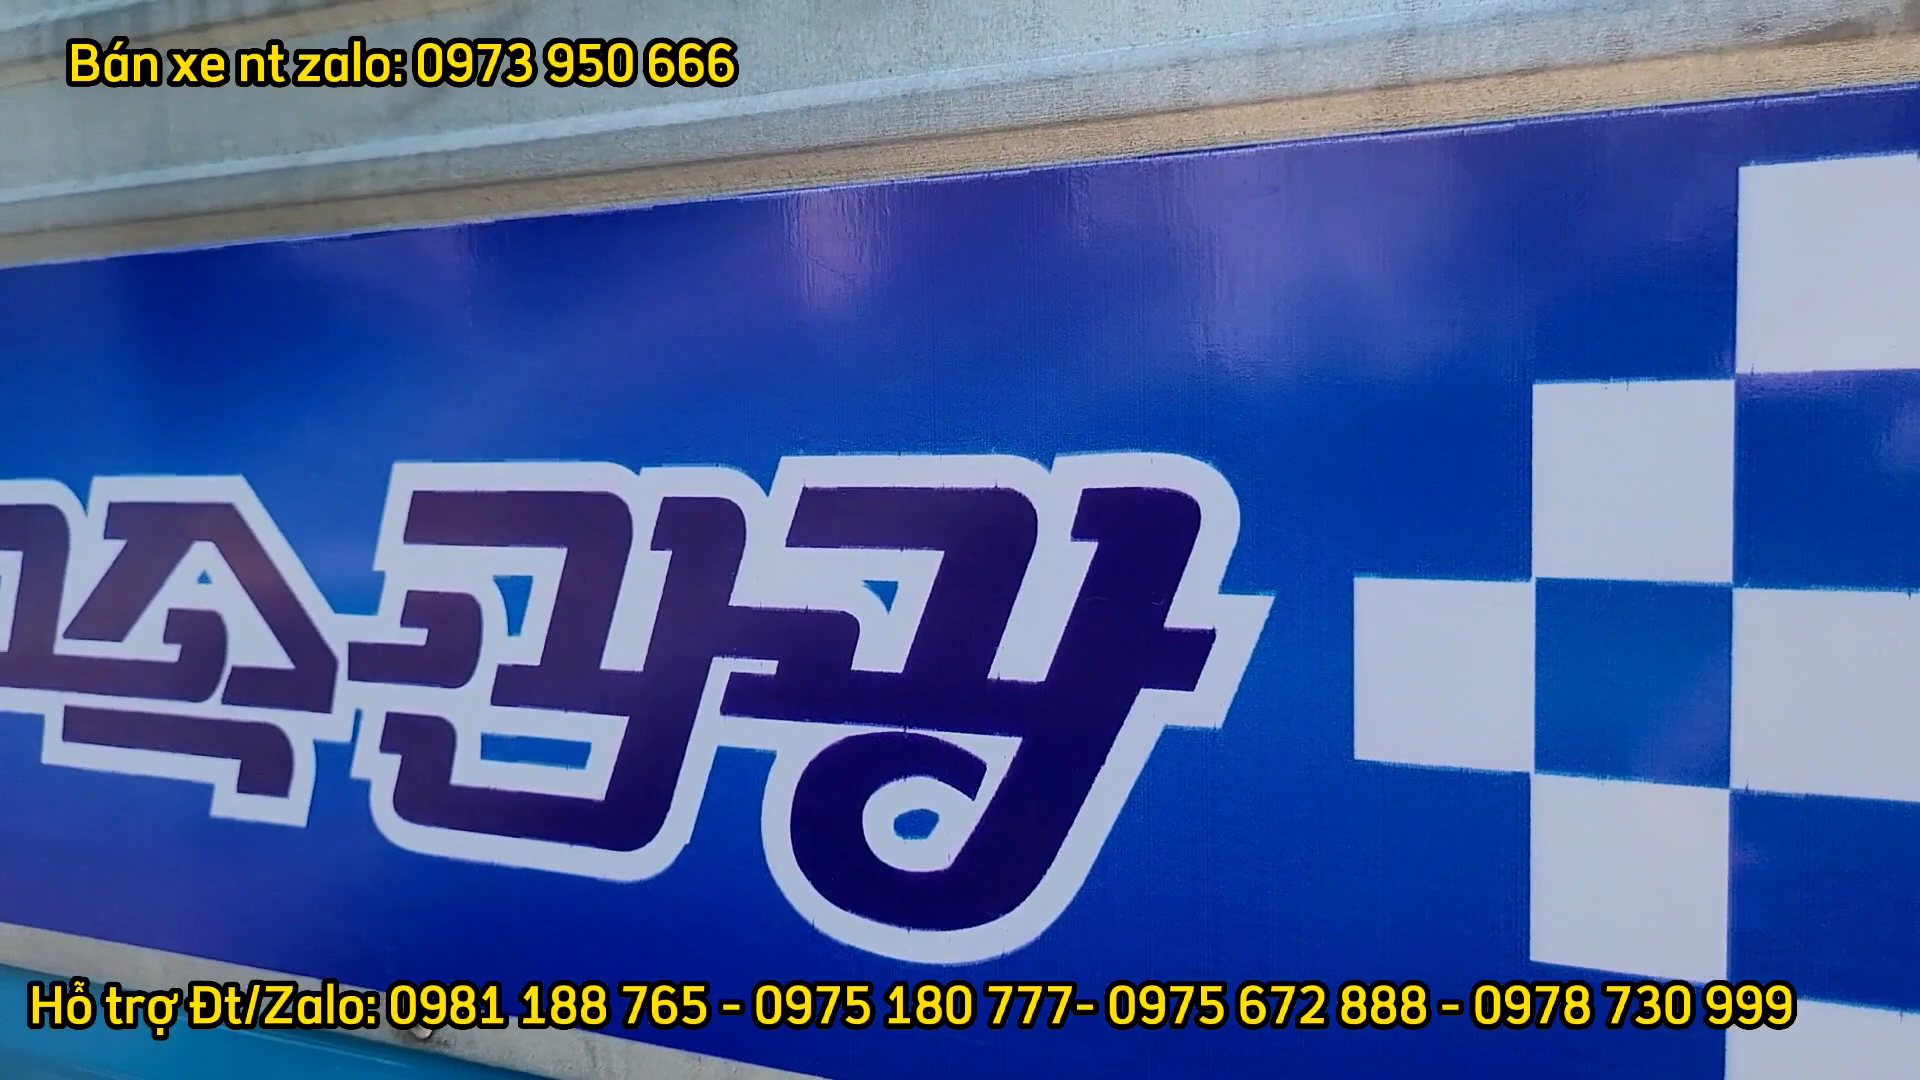 Bán xe nt zalo: 0973 950 666
속관광
Hỗ trợ Đt/Zalo: 0981 188 765 - 0975 180 777- 0975 672 888 - 0978 730 999